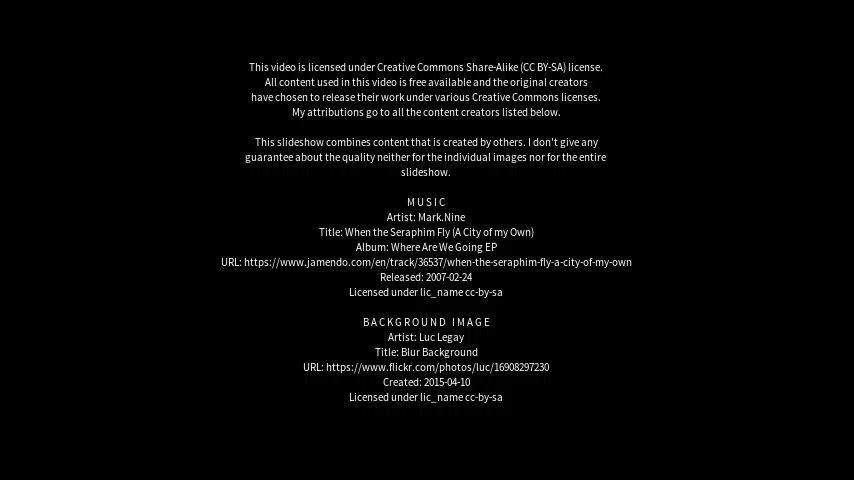 This video is licensed under Creative Commons Share-Alike (CC BY-SA) license.
All content used in this video is free available and the original creators
have chosen to release their work under various Creative Commons licenses.
My attributions go to all the content creators listed below.
This slideshow combines content that is created by others. I don't give any
guarantee about the quality neither for the individual images nor for the entire
slideshow.
MUSIC
Artist: Mark.Nine
Title: When the Seraphim Fly (A City of my Own)
Album: Where Are We Going EP
URL: https://www.jamendo.com/en/track/36537/when-the-seraphim-fly-a-city-of-my-own
Released: 2007-02-24
Licensed under lic_name cc-by-sa
BACKGROUND IMAGE
Artist: Luc Legay
Title: Blur Background
URL: https://www.flickr.com/photos/luc/16908297230
Created: 2015-04-10
Licensed under lic_name cc-by-sa